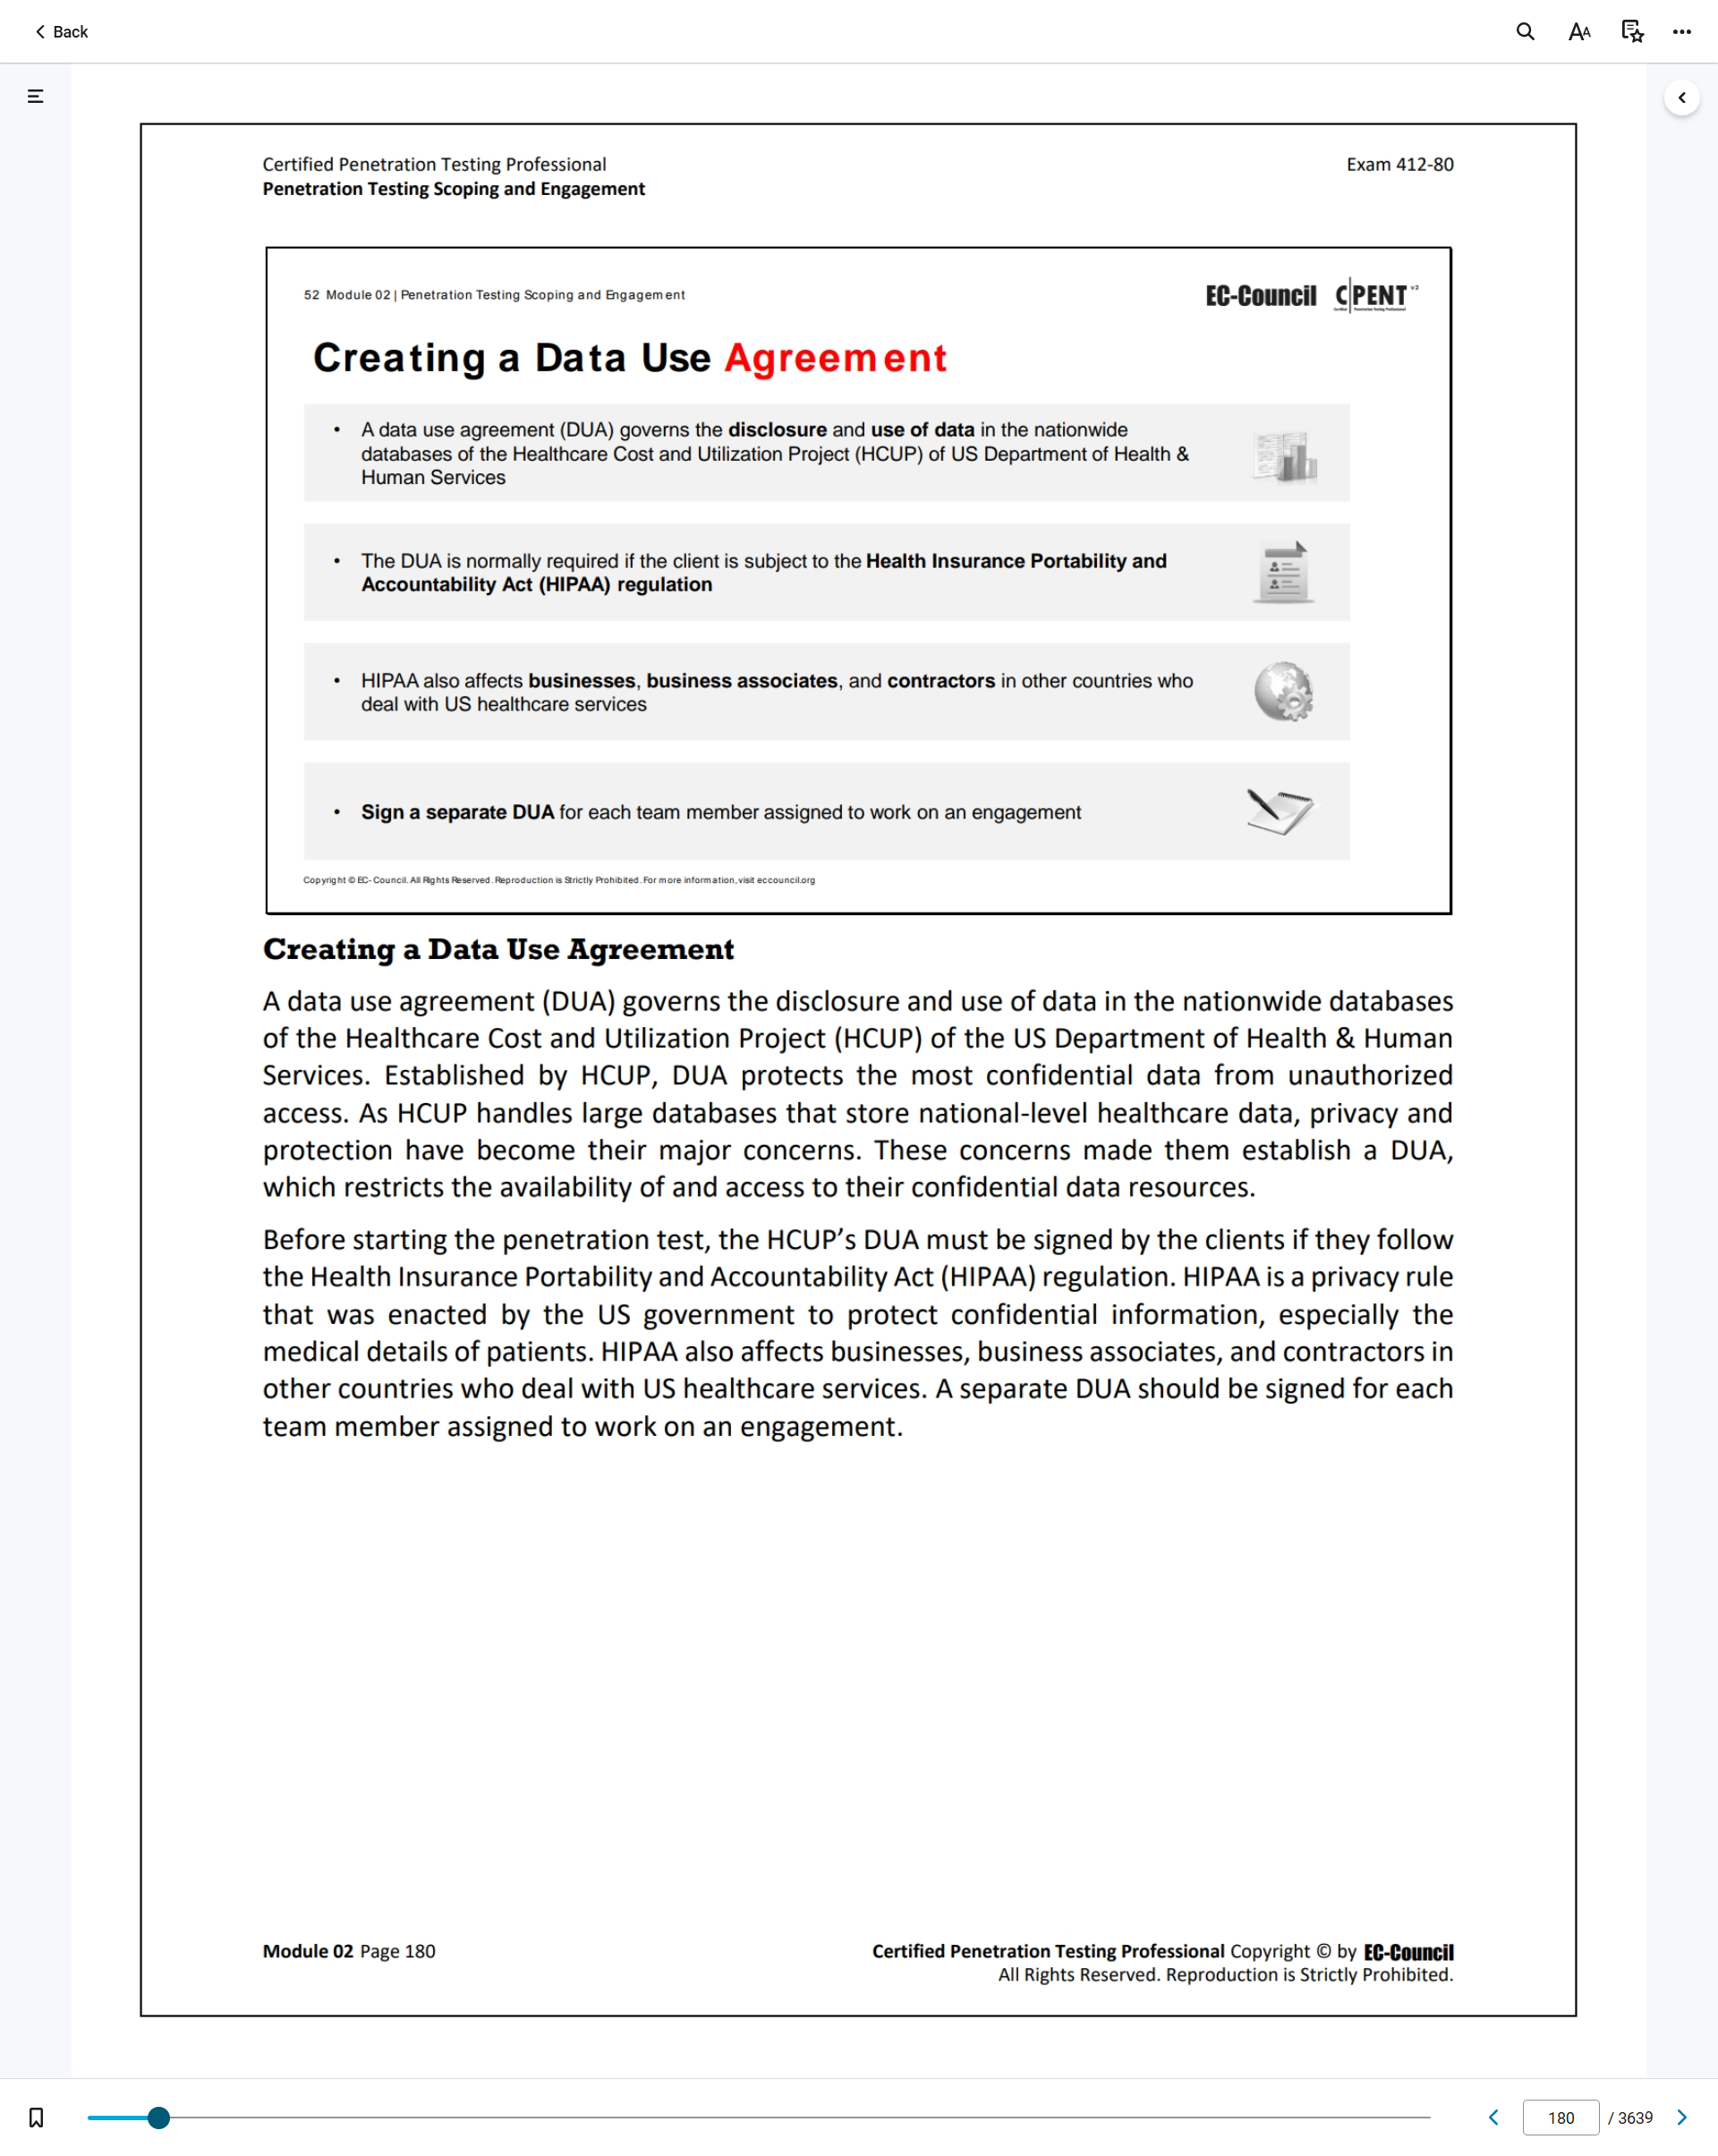 Back
Certified Penetration Testing Professional
Exam 412-80
Penetration Testing Scoping and Engagement
52 Module 02 | Penetration Testing Scoping and Engagement
EC-Council C|PENT v2
Creating a Data Use Agreement
• A data use agreement (DUA) governs the disclosure and use of data in the nationwide
databases of the Healthcare Cost and Utilization Project (HCUP) of US Department of Health &
Human Services
• The DUA is normally required if the client is subject to the Health Insurance Portability and
Accountability Act (HIPAA) regulation
• HIPAA also affects businesses, business associates, and contractors in other countries who
deal with US healthcare services
• Sign a separate DUA for each team member assigned to work on an engagement
Copyright © EC-Council. All Rights Reserved. Reproduction is Strictly Prohibited. For more information, visit eccouncil.org
Creating a Data Use Agreement
A data use agreement (DUA) governs the disclosure and use of data in the nationwide databases
of the Healthcare Cost and Utilization Project (HCUP) of the US Department of Health & Human
Services. Established by HCUP, DUA protects the most confidential data from unauthorized
access. As HCUP handles large databases that store national-level healthcare data, privacy and
protection have become their major concerns. These concerns made them establish a DUA,
which restricts the availability of and access to their confidential data resources.
Before starting the penetration test, the HCUP’s DUA must be signed by the clients if they follow
the Health Insurance Portability and Accountability Act (HIPAA) regulation. HIPAA is a privacy rule
that was enacted by the US government to protect confidential information, especially the
medical details of patients. HIPAA also affects businesses, business associates, and contractors in
other countries who deal with US healthcare services. A separate DUA should be signed for each
team member assigned to work on an engagement.
Module 02 Page 180
Certified Penetration Testing Professional Copyright © by EC-Council
All Rights Reserved. Reproduction is Strictly Prohibited.
180 / 3639